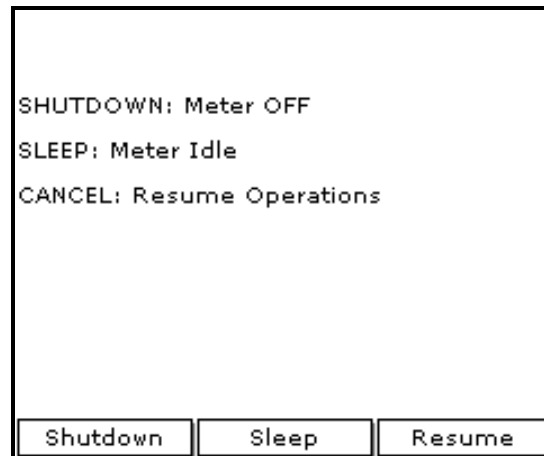 SHUTDOWN: Meter OFF
SLEEP: Meter Idle
CANCEL: Resume Operations
Shutdown Sleep Resume